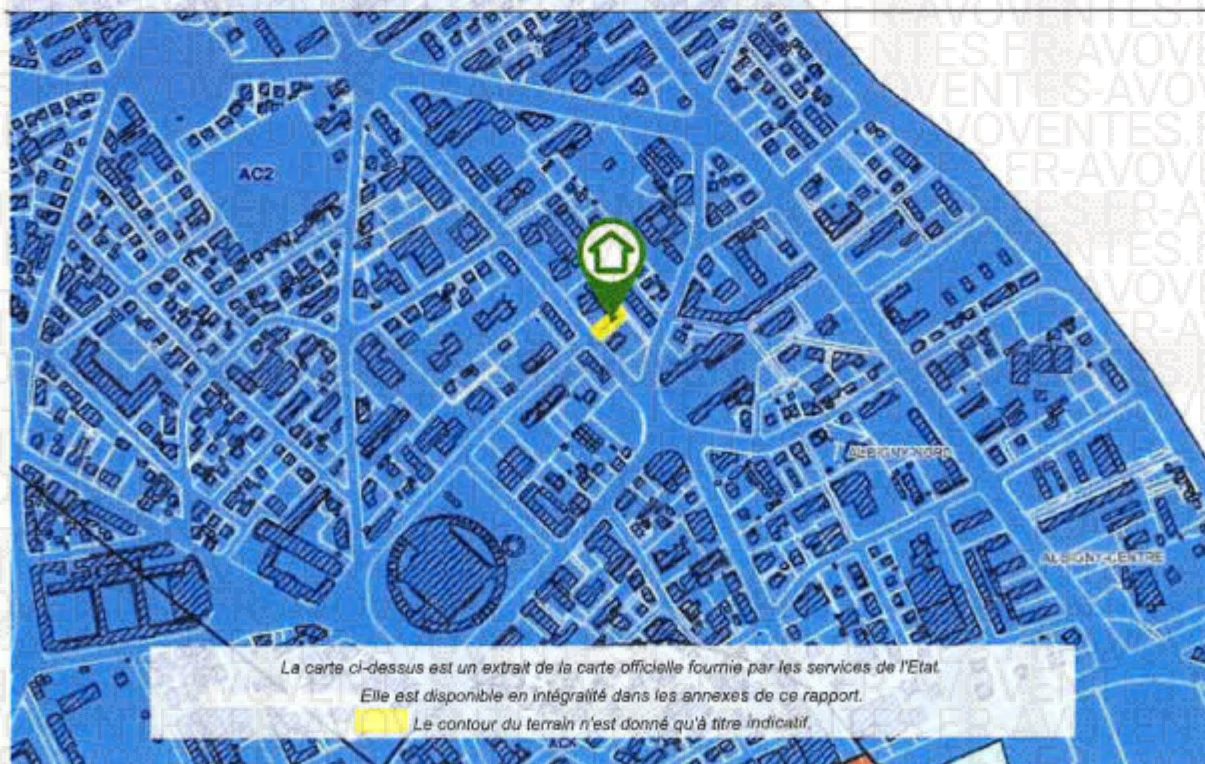 AC2
ALBIGNY-NORD
ALBIGNY-CENTRE
La carte ci-dessus est un extrait de la carte officielle fournie par les services de l'Etat.
Elle est disponible en intégralité dans les annexes de ce rapport.
Le contour du terrain n'est donné qu'à titre indicatif.